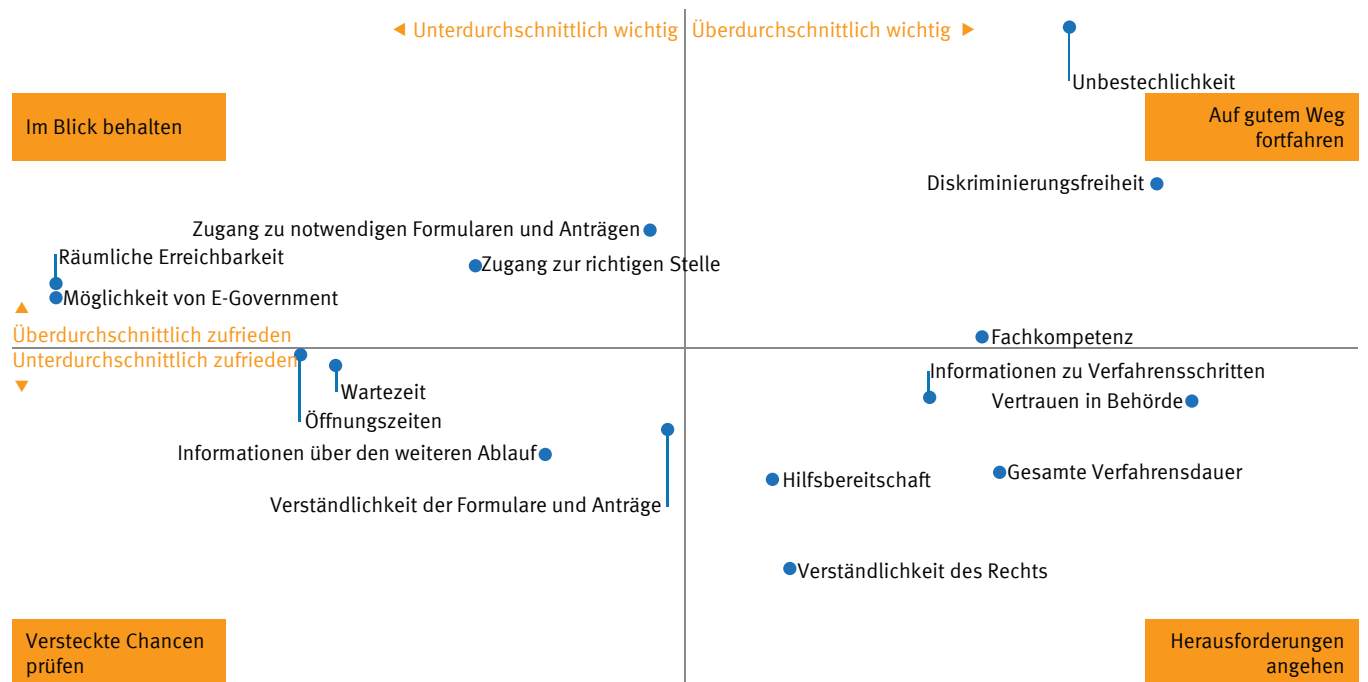 ◄ Unterdurchschnittlich wichtig
Überdurchschnittlich wichtig ►
Unbestechlichkeit
Im Blick behalten
Auf gutem Weg
fortfahren
Diskriminierungsfreiheit
Zugang zu notwendigen Formularen und Anträgen
Räumliche Erreichbarkeit
Zugang zur richtigen Stelle
Möglichkeit von E-Government
▲
Überdurchschnittlich zufrieden
Unterdurchschnittlich zufrieden
▼
Fachkompetenz
Informationen zu Verfahrensschritten
Wartezeit
Vertrauen in Behörde
Öffnungszeiten
Informationen über den weiteren Ablauf
Gesamte Verfahrensdauer
Hilfsbereitschaft
Verständlichkeit der Formulare und Anträge
Verständlichkeit des Rechts
Versteckte Chancen
prüfen
Herausforderungen
angehen